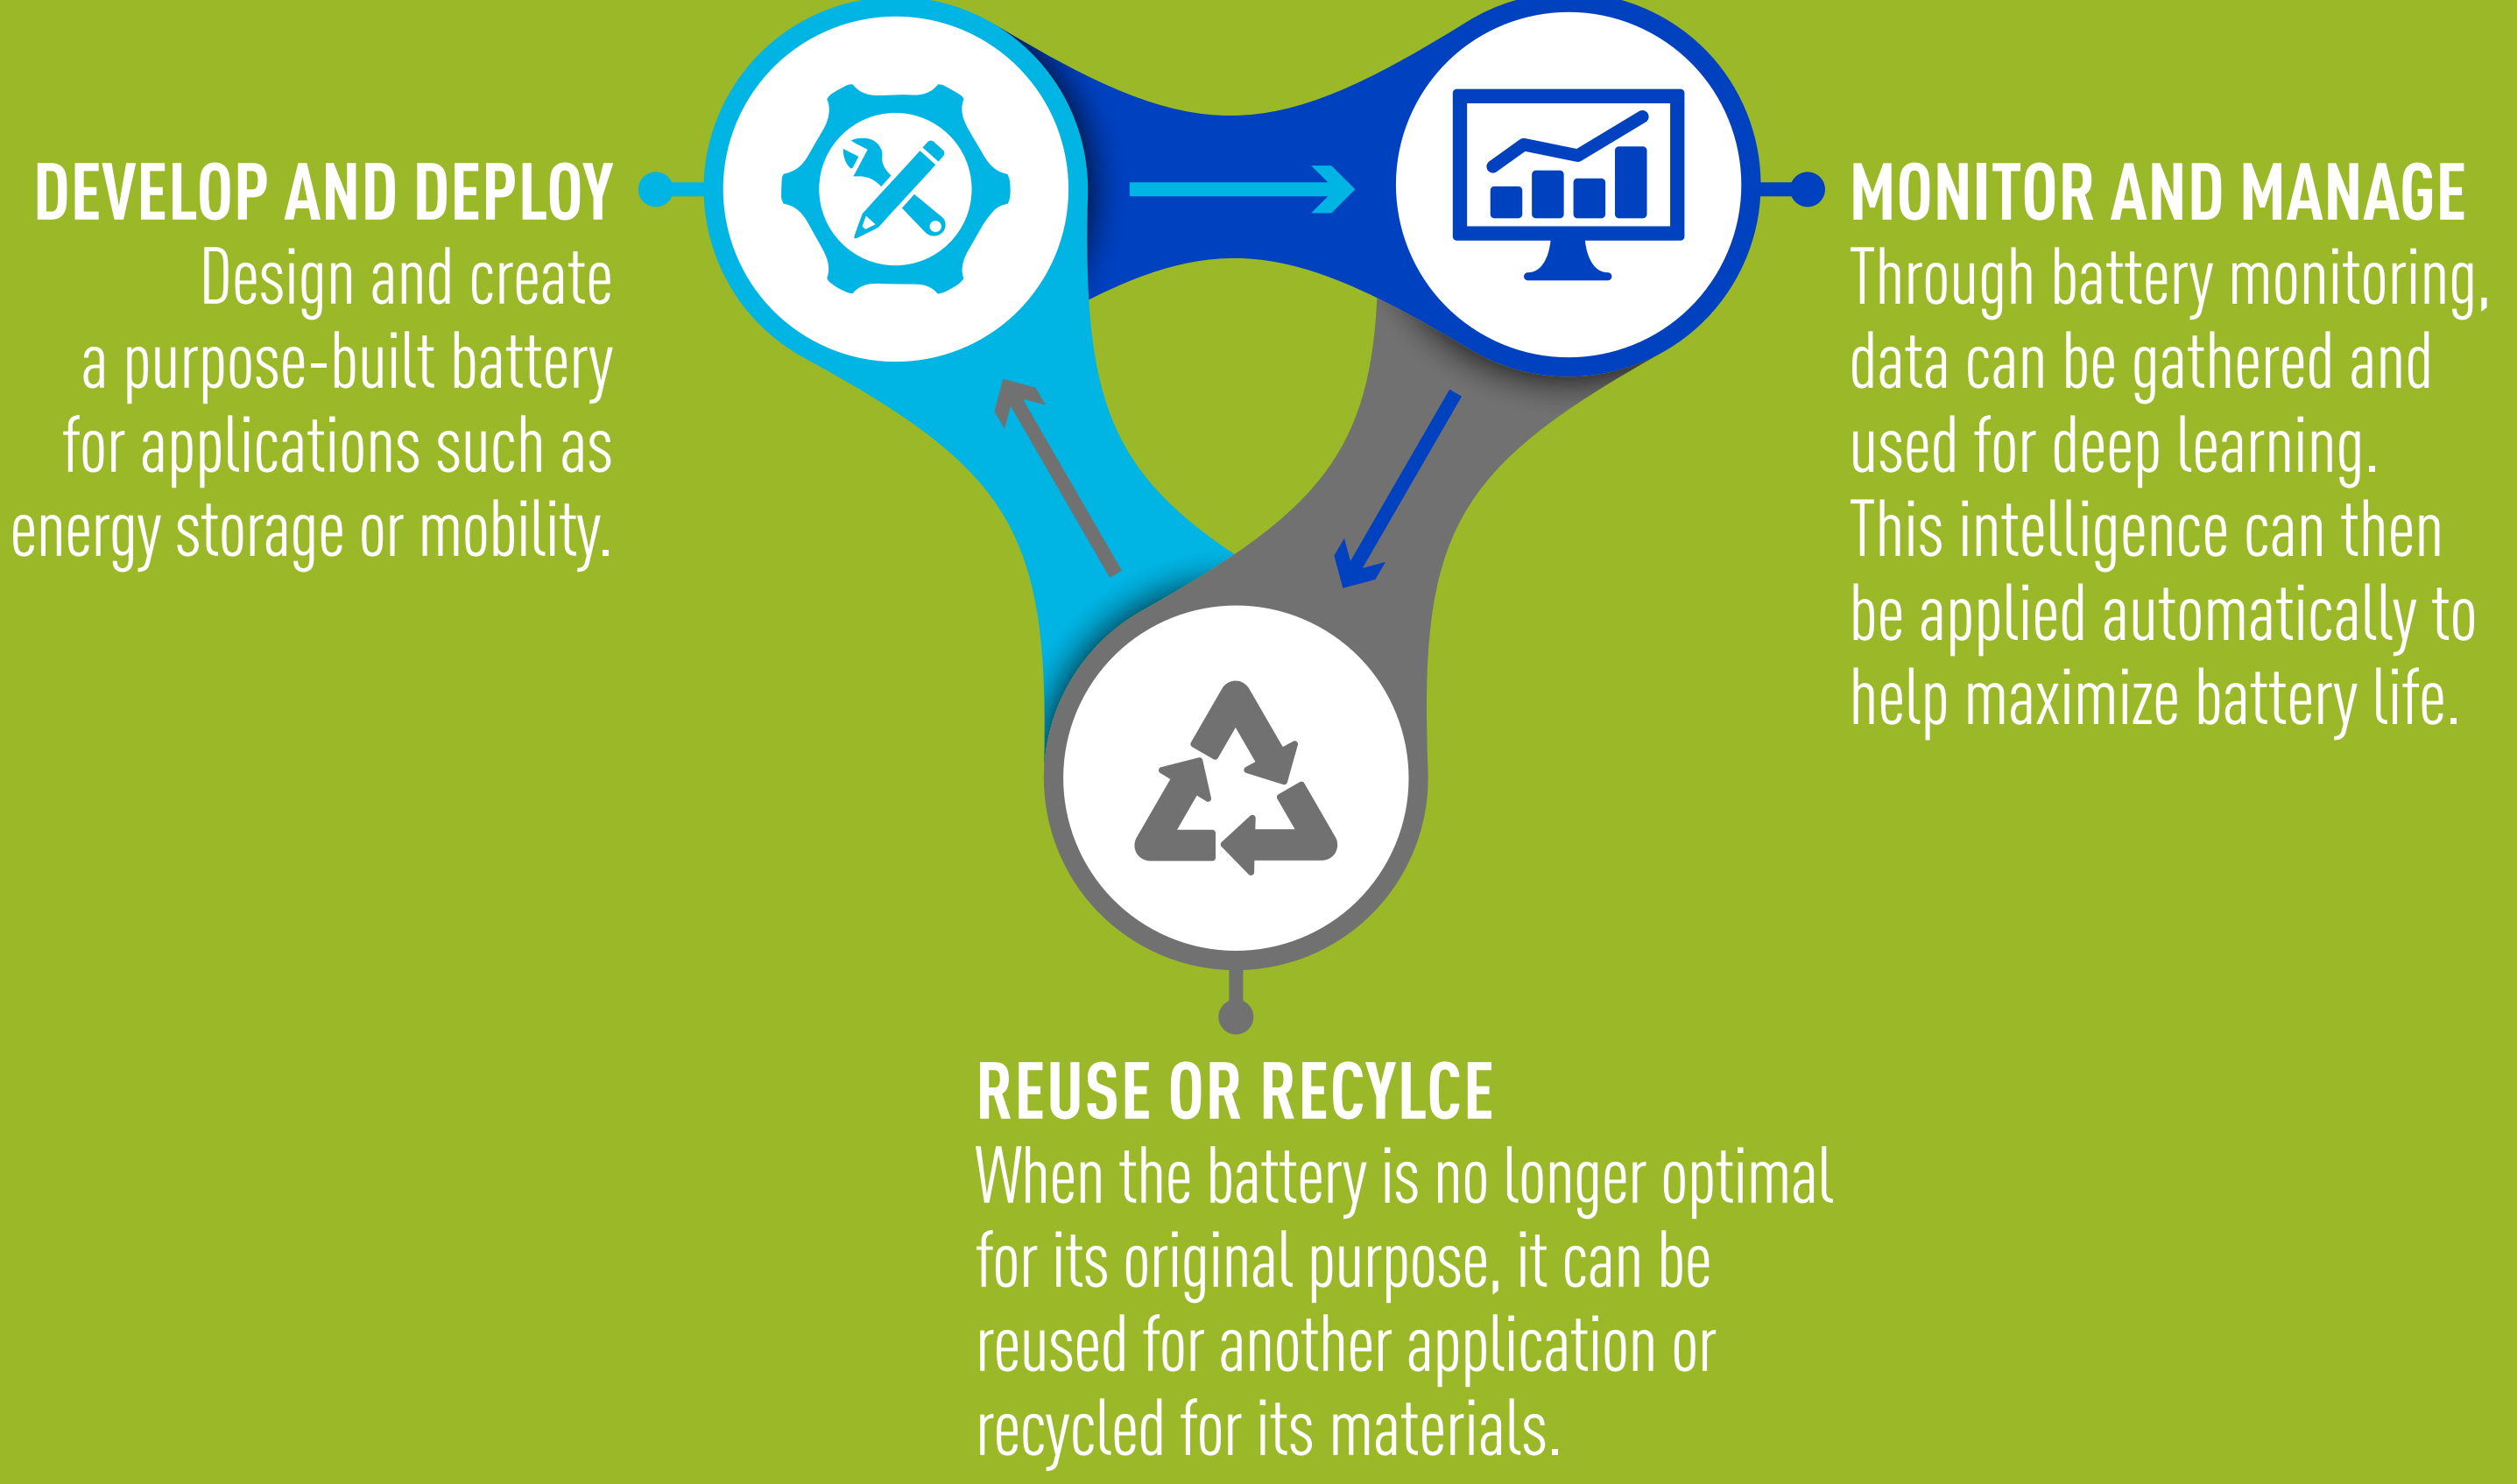 DEVELOP AND DEPLOY
Design and create
a purpose-built battery
for applications such as
energy storage or mobility.
MONITOR AND MANAGE
Through battery monitoring,
data can be gathered and
used for deep learning.
This intelligence can then
be applied automatically to
help maximize battery life.
REUSE OR RECYLCE
When the battery is no longer optimal
for its original purpose, it can be
reused for another application or
recycled for its materials.